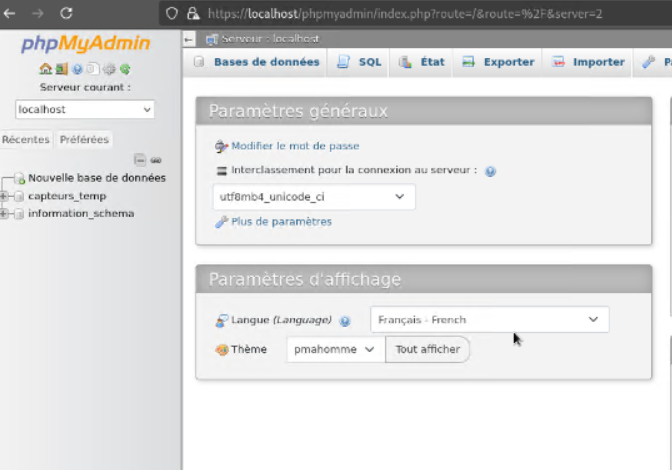 https://localhost/phpmyadmin/index.php?route=/&route=%2F&server=2
phpMyAdmin
Serveur courant :
localhost
Récentes Préférées
Nouvelle base de données
capteurs_temp
information_schema
Serveur : localhost
Bases de données SQL État Exporter Importer
Paramètres généraux
Modifier le mot de passe
Interclassement pour la connexion au serveur :
utf8mb4_unicode_ci
Plus de paramètres
Paramètres d'affichage
Langue (Language) Français - French
Thème pmahomme Tout afficher